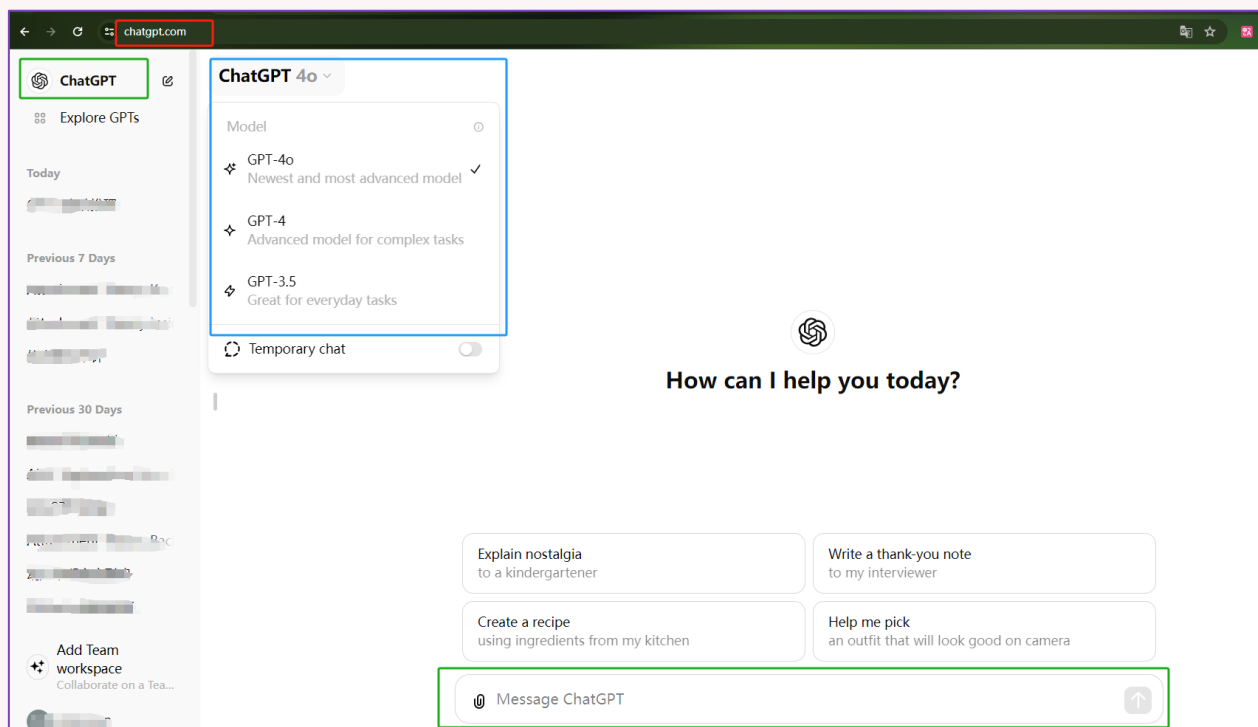 chatgpt.com
ChatGPT
Explore GPTs
Today
Previous 7 Days
Previous 30 Days
Add Team
workspace
Collaborate on a Tea...
ChatGPT 4o
Model
GPT-4o
Newest and most advanced model
GPT-4
Advanced model for complex tasks
GPT-3.5
Great for everyday tasks
Temporary chat
How can I help you today?
Explain nostalgia
to a kindergartener
Write a thank-you note
to my interviewer
Create a recipe
using ingredients from my kitchen
Help me pick
an outfit that will look good on camera
Message ChatGPT